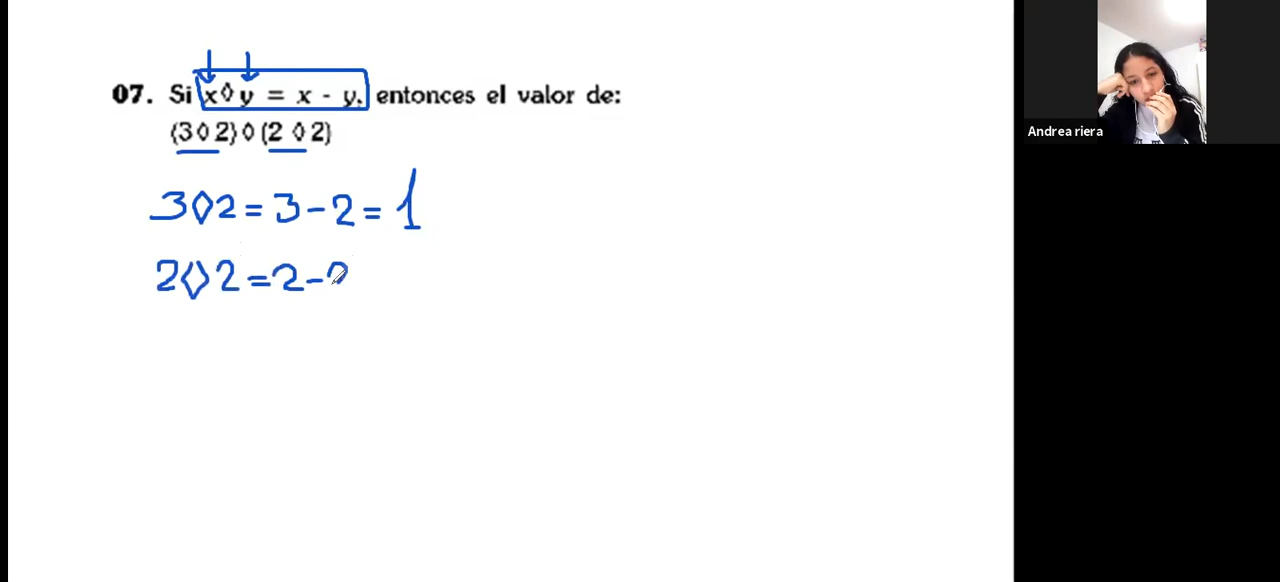 07. Si x◊y = x - y, entonces el valor de:
(3◊2)◊(2 ◊ 2)
3◊2 = 3 - 2 = 1
2◊2 = 2 - 2
Andrea riera